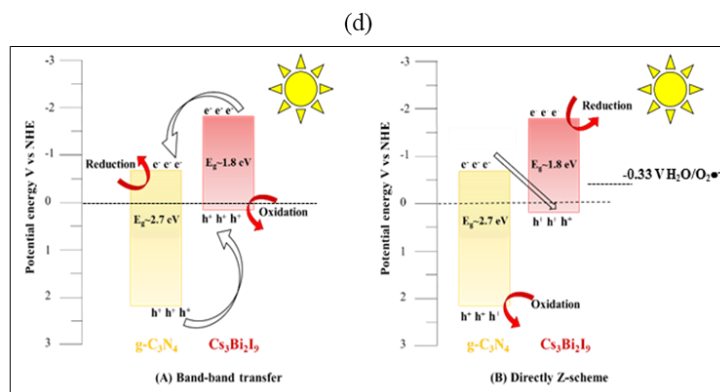 (d)
Potential energy V vs NHE
-3
-2
-1
0
1
2
3
e- e- e-
e- e- e-
Reduction
Eg~1.8 eV
Eg~2.7 eV
h+ h+ h+
Oxidation
h+ h+ h+
g-C3N4
Cs3Bi2I9
(A) Band-band transfer
Potential energy V vs NHE
-3
-2
-1
0
1
2
3
e e e
Reduction
e- e- e-
Eg~1.8 eV
-0.33 V H2O/O2•-
Eg~2.7 eV
h+ h+ h+
Oxidation
h+ h+ h+
g-C3N4
Cs3Bi2I9
(B) Directly Z-scheme